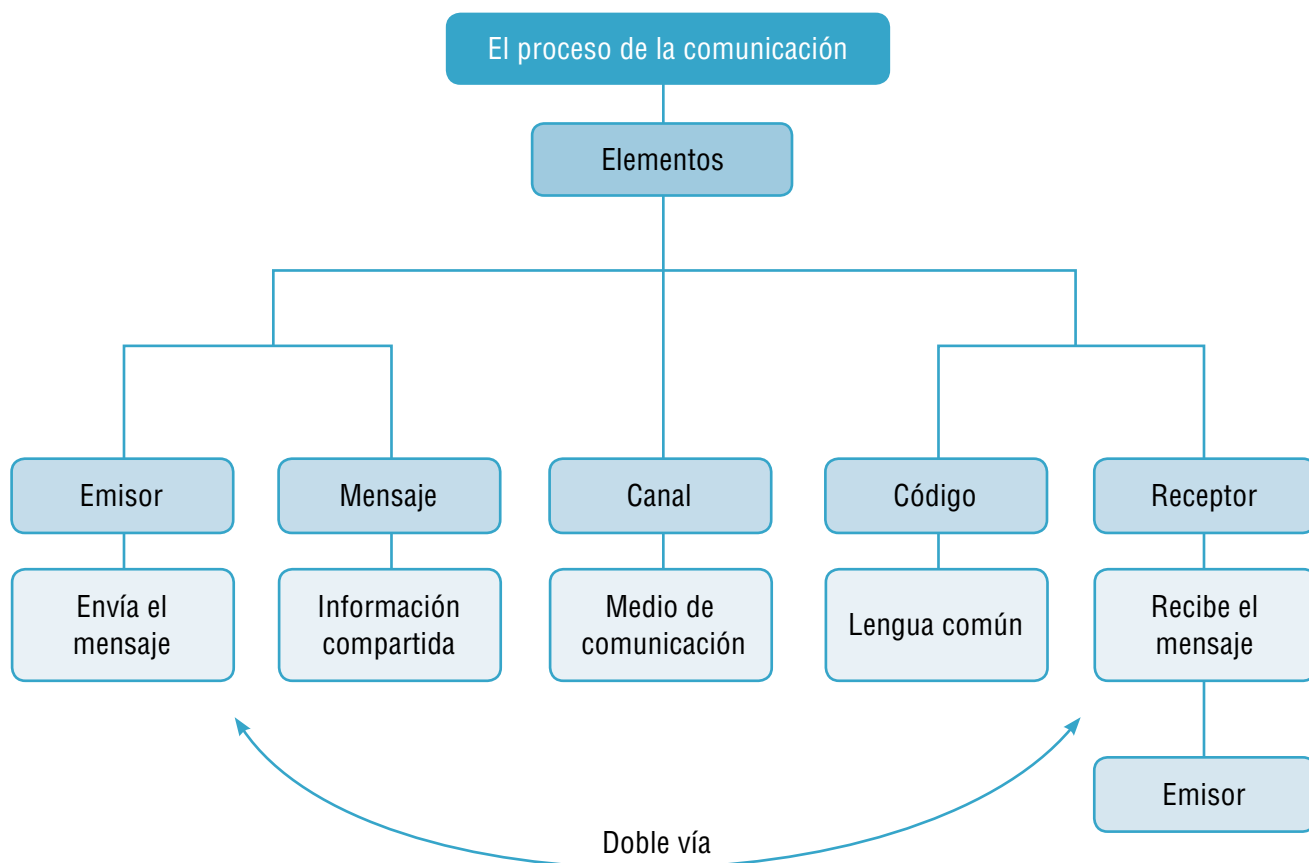 El proceso de la comunicación
Elementos
Emisor
Mensaje
Canal
Código
Receptor
Envía el
mensaje
Información
compartida
Medio de
comunicación
Lengua común
Recibe el
mensaje
Emisor
Doble vía